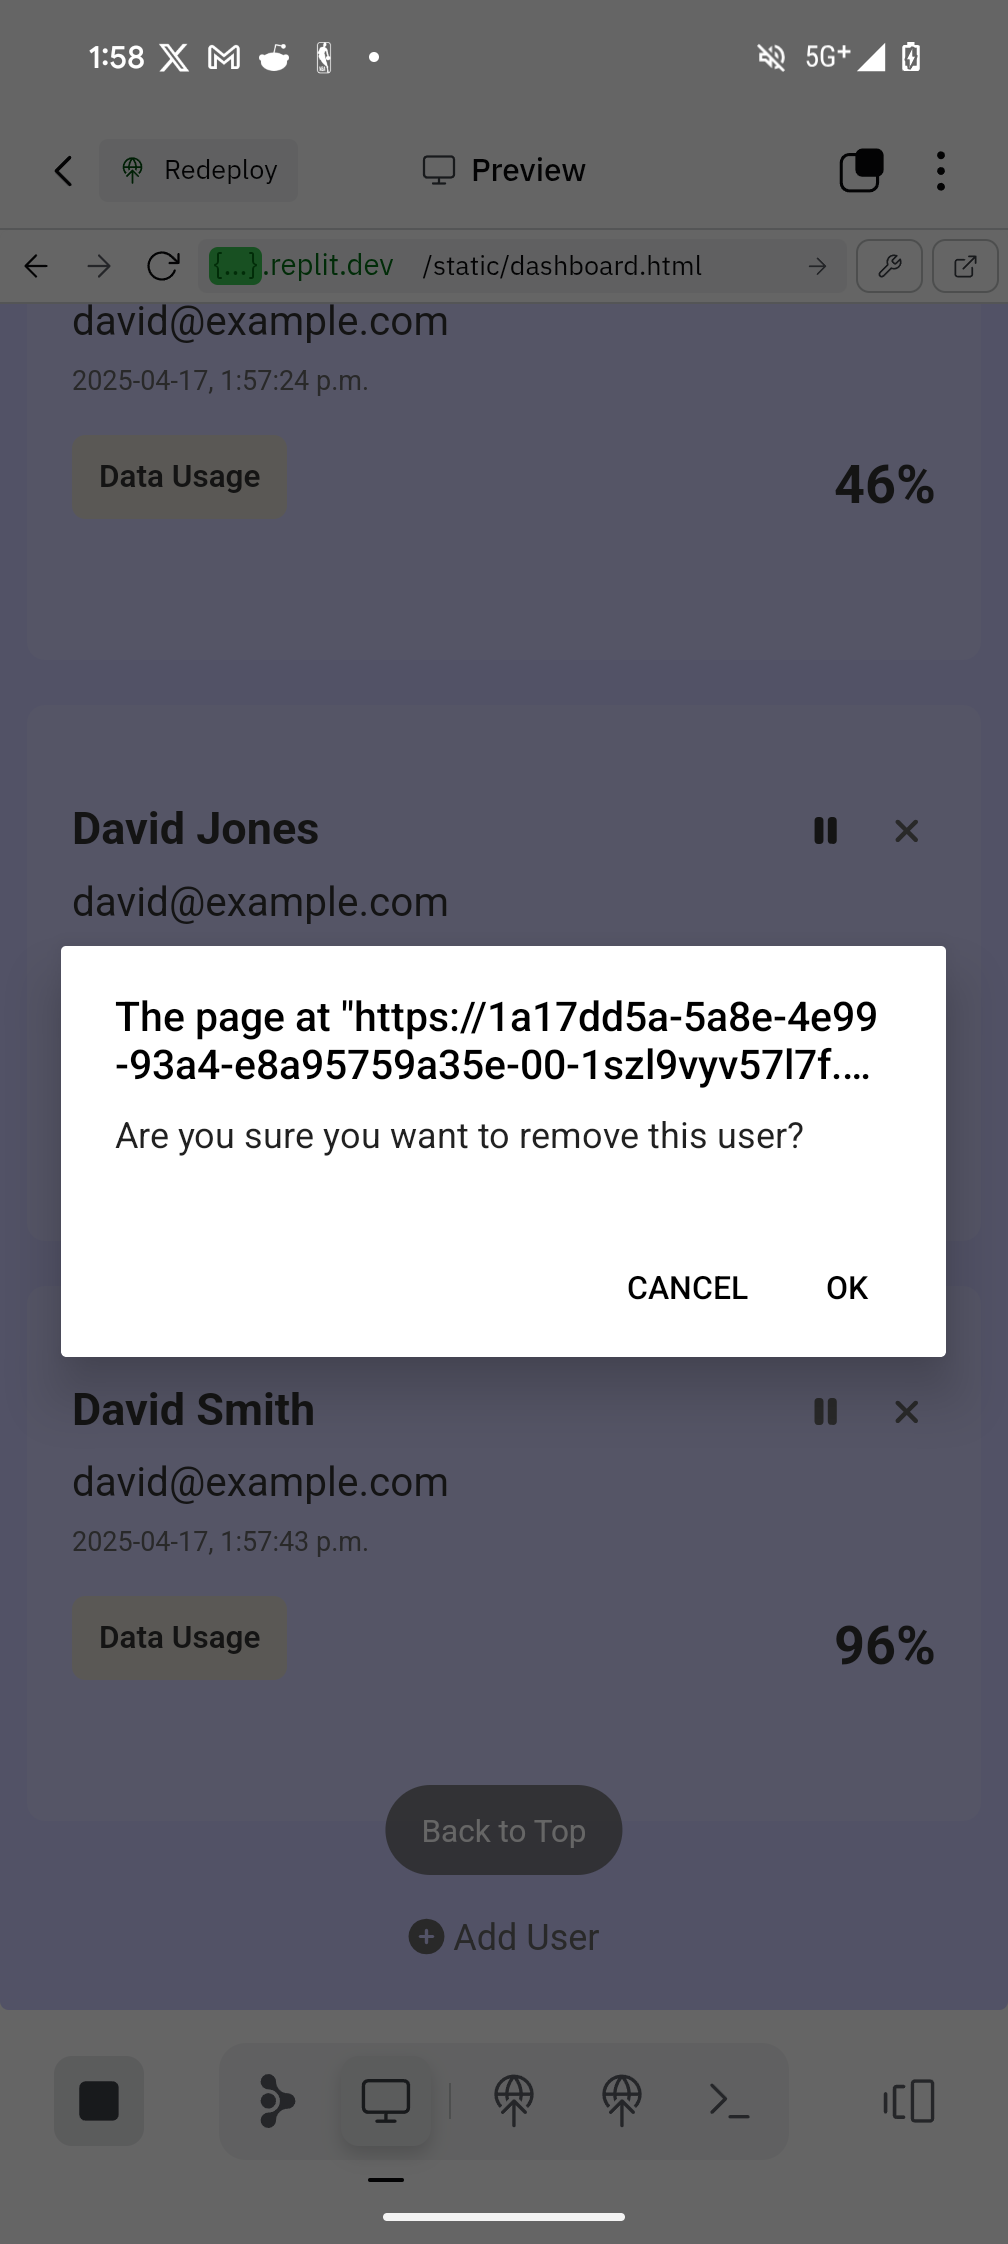 1:58
5G+
Redeploy
Preview
{...}.replit.dev /static/dashboard.html
david@example.com
2025-04-17, 1:57:24 p.m.
Data Usage
46%
David Jones
david@example.com
The page at "https://1a17dd5a-5a8e-4e99
-93a4-e8a95759a35e-00-1szl9vyv57l7f.…
Are you sure you want to remove this user?
CANCEL
OK
David Smith
david@example.com
2025-04-17, 1:57:43 p.m.
Data Usage
96%
Back to Top
Add User